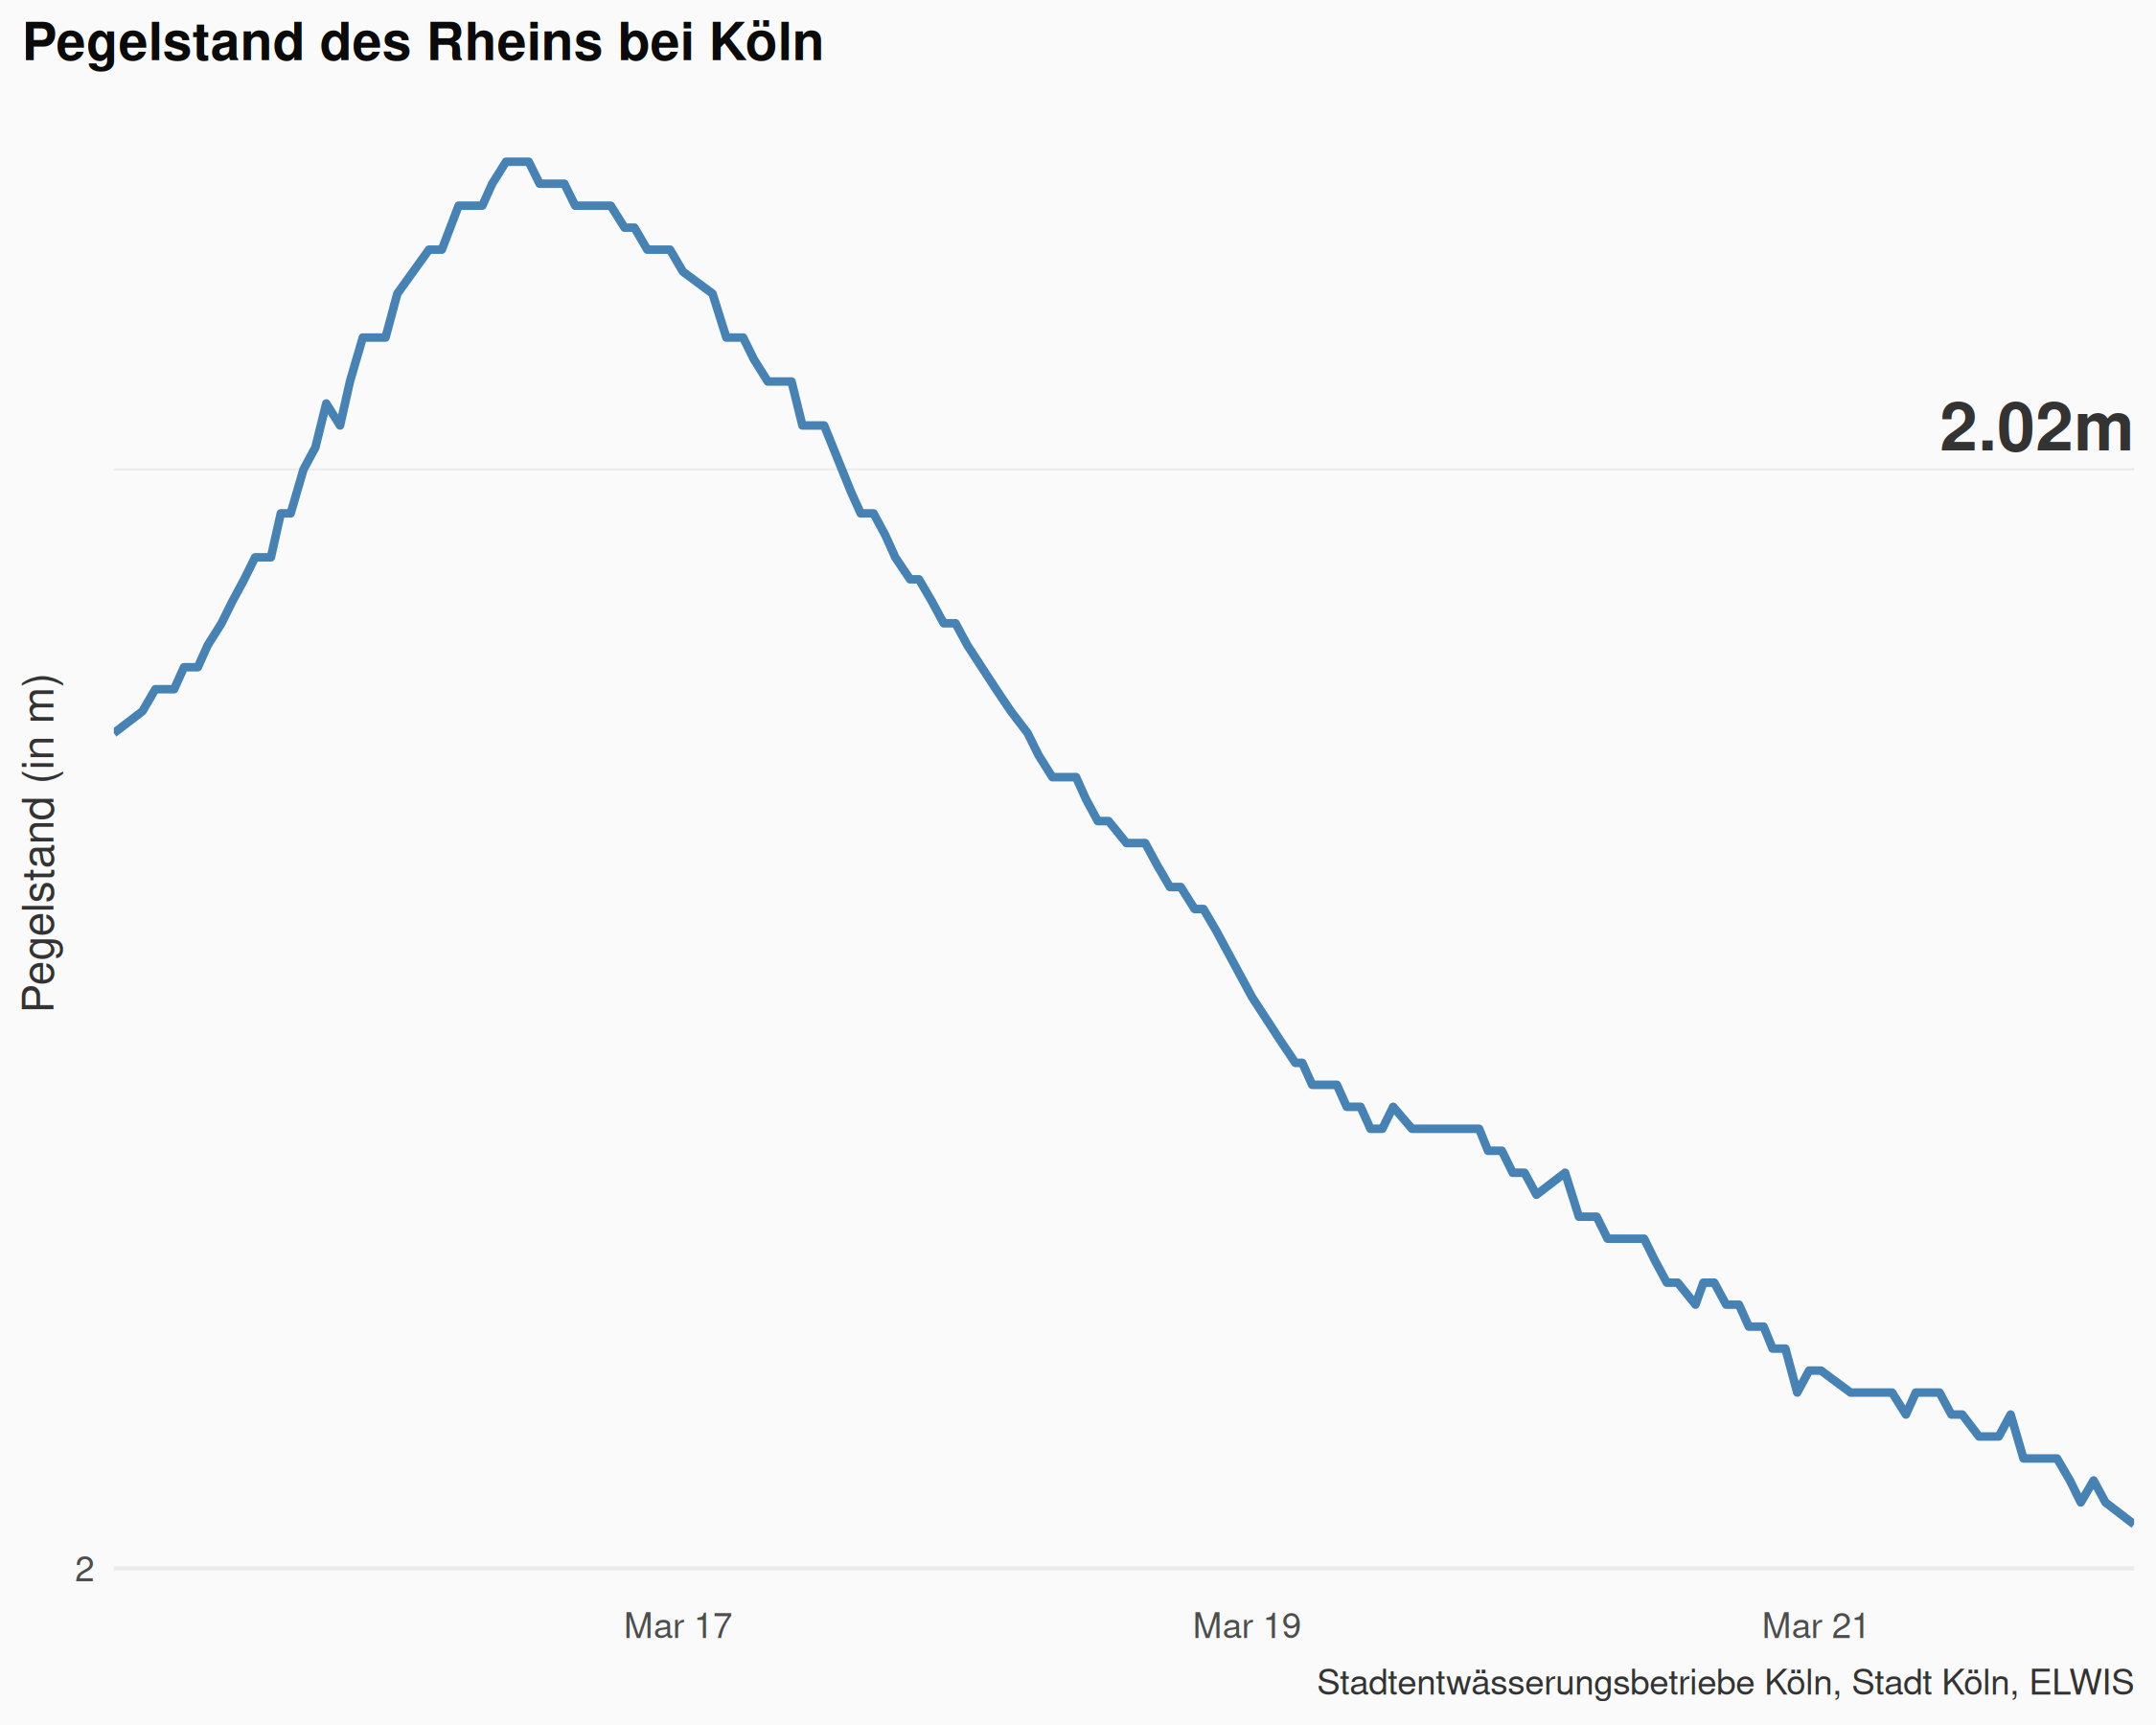 Pegelstand des Rheins bei Köln
2.02m
Pegelstand (in m)
2
Mar 17
Mar 19
Mar 21
Stadtentwässerungsbetriebe Köln, Stadt Köln, ELWIS